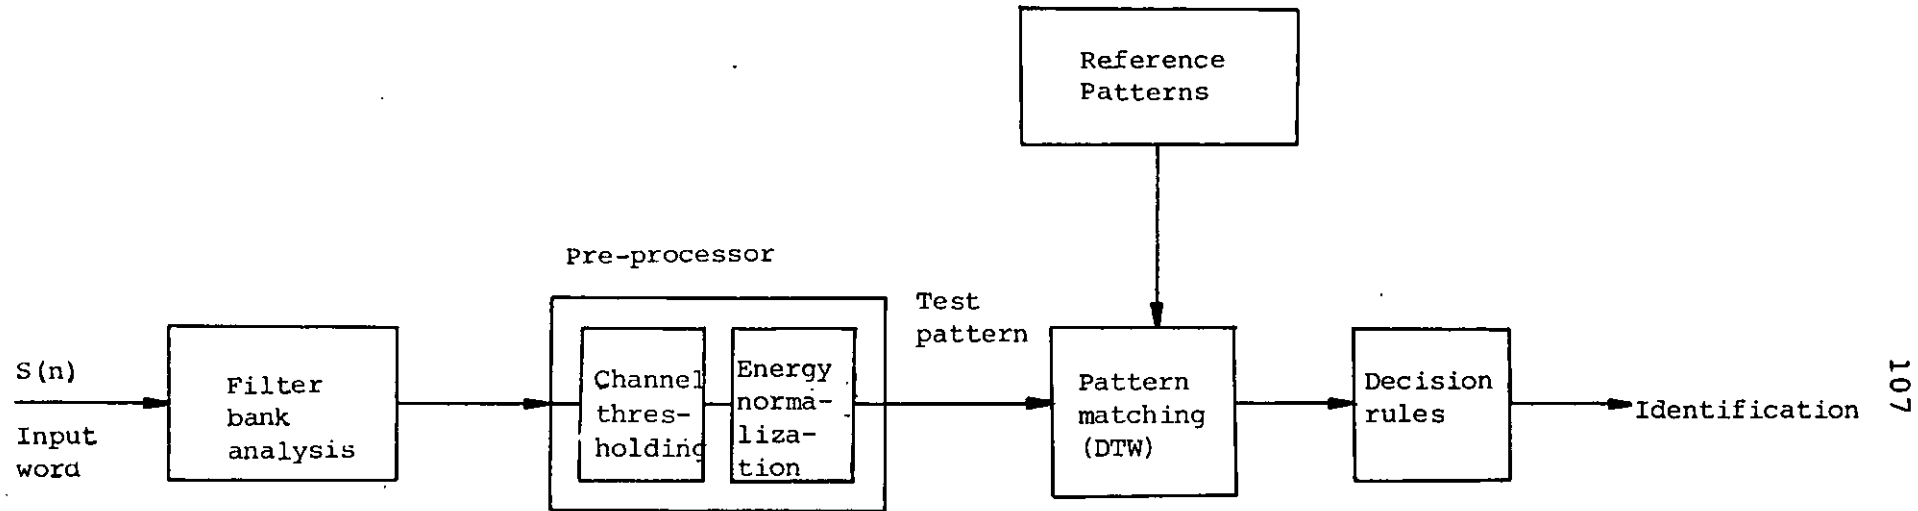 Reference
Patterns
Pre-processor
Test
pattern
S(n)
Input
word
Filter
bank
analysis
Channel
thres-
holding
Energy
norma-
liza-
tion
Pattern
matching
(DTW)
Decision
rules
Identification
107